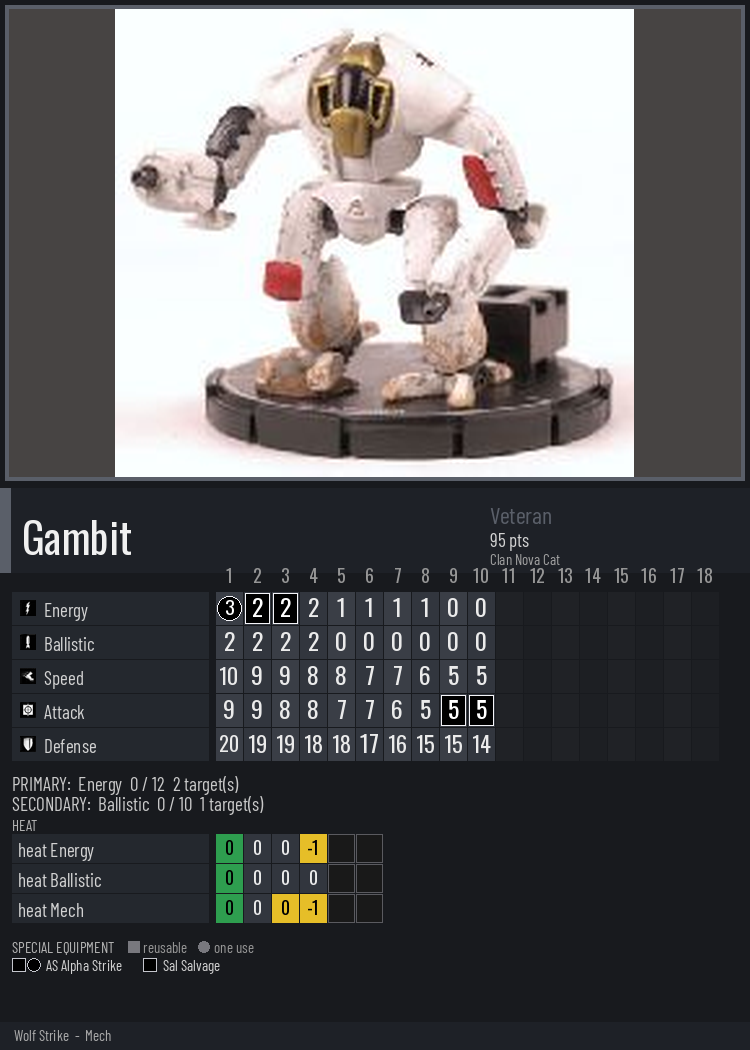 Gambit
Veteran
95 pts
Clan Nova Cat
1 2 3 4 5 6 7 8 9 10 11 12 13 14 15 16 17 18
Energy 3 2 2 2 1 1 1 1 0 0
Ballistic 2 2 2 2 0 0 0 0 0 0
Speed 10 9 9 8 8 7 7 6 5 5
Attack 9 9 8 8 7 7 6 5 5 5
Defense 20 19 19 18 18 17 16 15 15 14
PRIMARY: Energy 0 / 12 2 target(s)
SECONDARY: Ballistic 0 / 10 1 target(s)
HEAT
heat Energy 0 0 0 -1
heat Ballistic 0 0 0 0
heat Mech 0 0 0 -1
SPECIAL EQUIPMENT reusable one use
AS Alpha Strike Sal Salvage
Wolf Strike - Mech